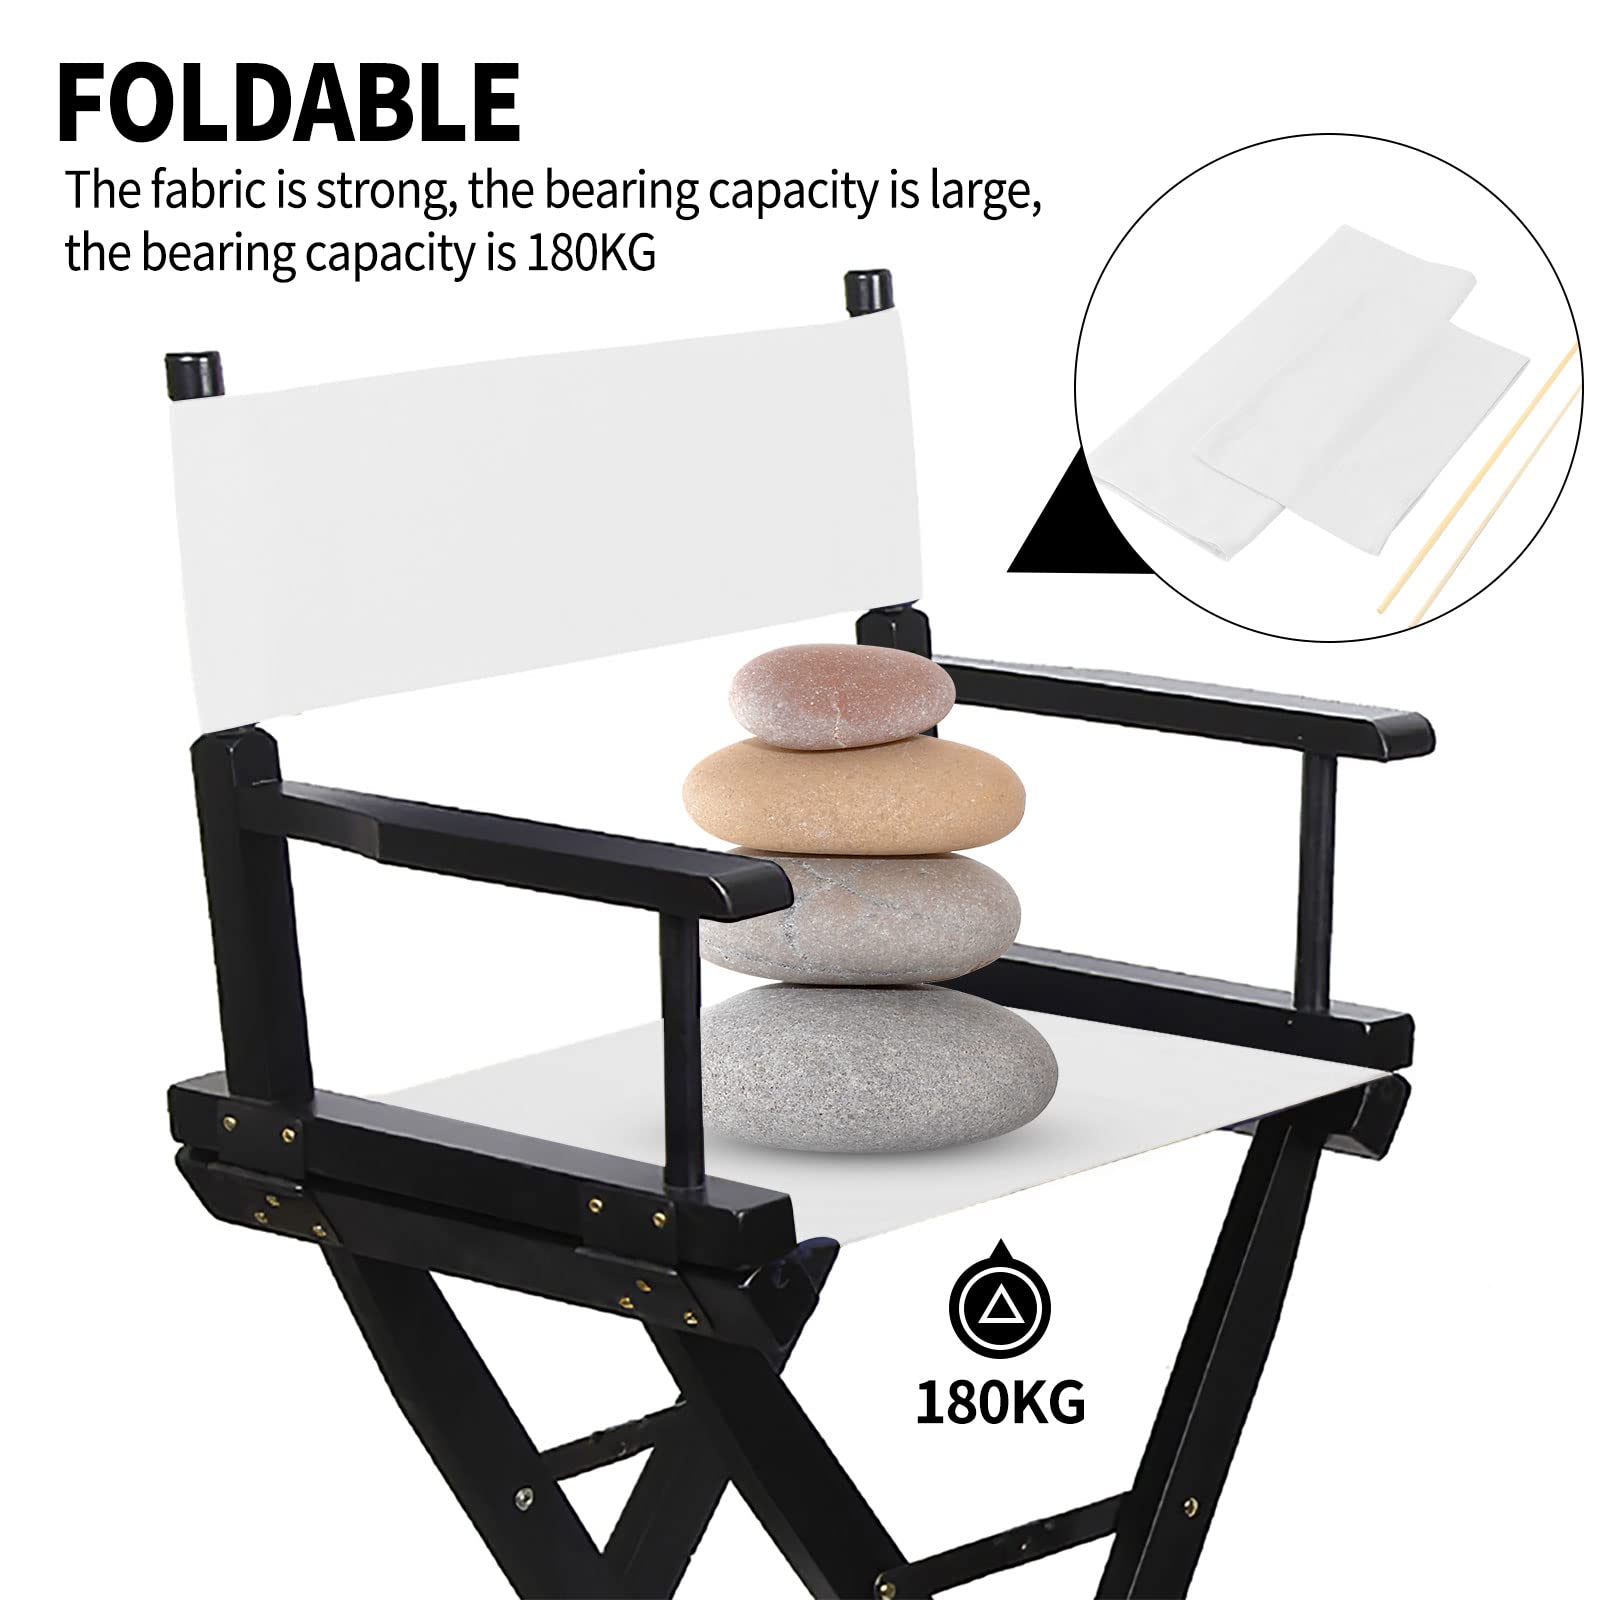 FOLDABLE
The fabric is strong, the bearing capacity is large,
the bearing capacity is 180KG
180KG